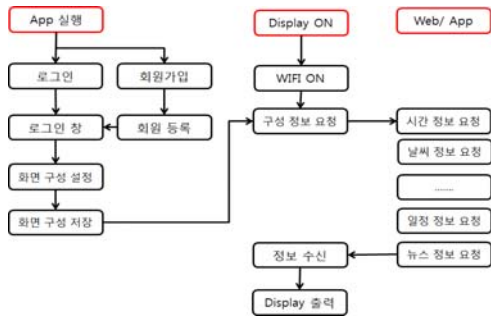 App 실행
Display ON
Web/ App
로그인
회원가입
WIFI ON
로그인 창
회원 등록
구성 정보 요청
시간 정보 요청
날씨 정보 요청
화면 구성 설정
.......
화면 구성 저장
일정 정보 요청
정보 수신
뉴스 정보 요청
Display 출력